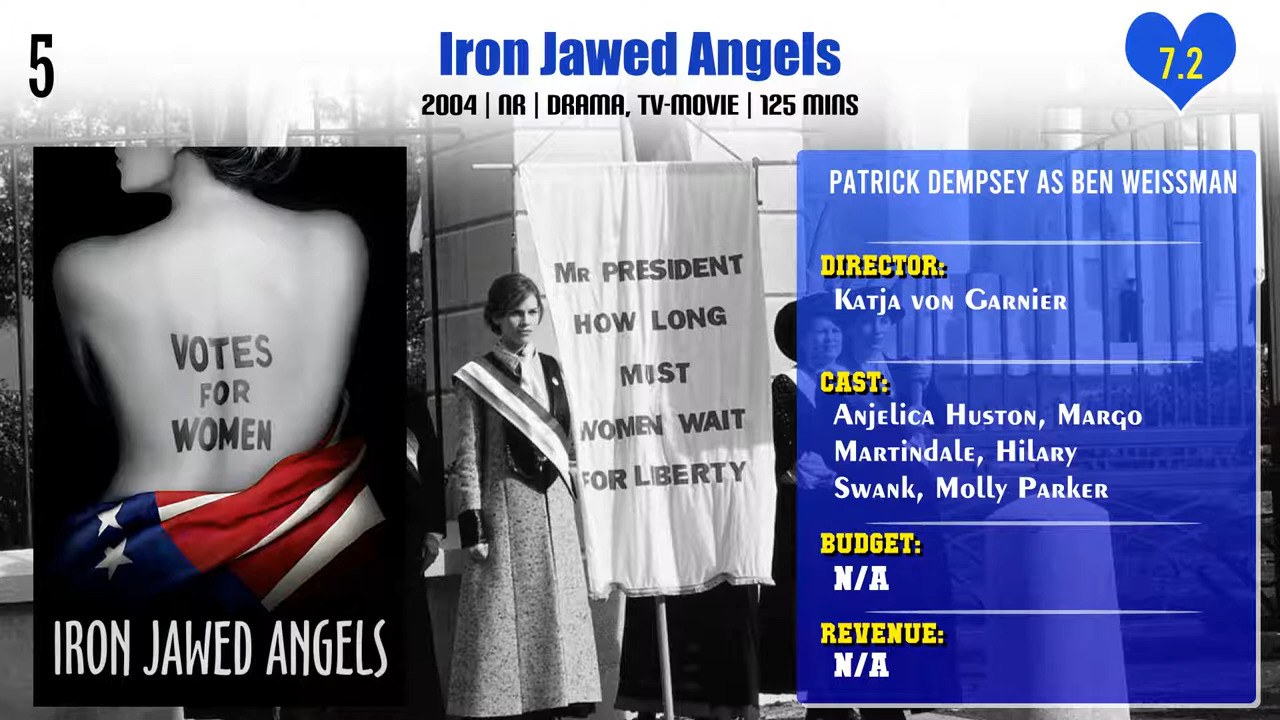 5
Iron Jawed Angels
7.2
2004 | NR | DRAMA, TV-MOVIE | 125 MINS
VOTES
FOR
WOMEN
IRON JAWED ANGELS
MR PRESIDENT
HOW LONG
MUST
WOMEN WAIT
FOR LIBERTY
PATRICK DEMPSEY AS BEN WEISSMAN
DIRECTOR:
Katja von Garnier
CAST:
Anjelica Huston, Margo
Martindale, Hilary
Swank, Molly Parker
BUDGET:
N/A
REVENUE:
N/A